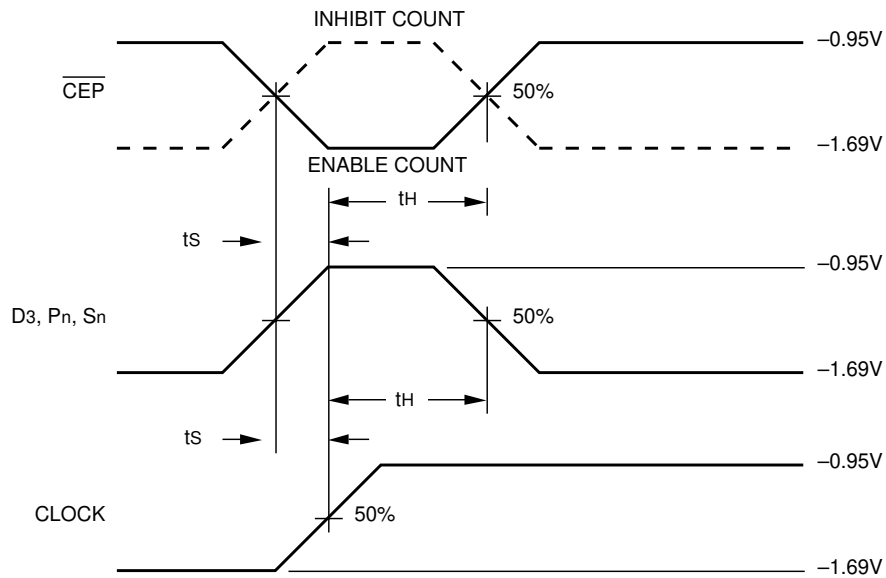 INHIBIT COUNT
–0.95V
CEP
50%
–1.69V
ENABLE COUNT
tH
tS
–0.95V
D3, Pn, Sn
50%
–1.69V
tH
tS
–0.95V
CLOCK
50%
–1.69V